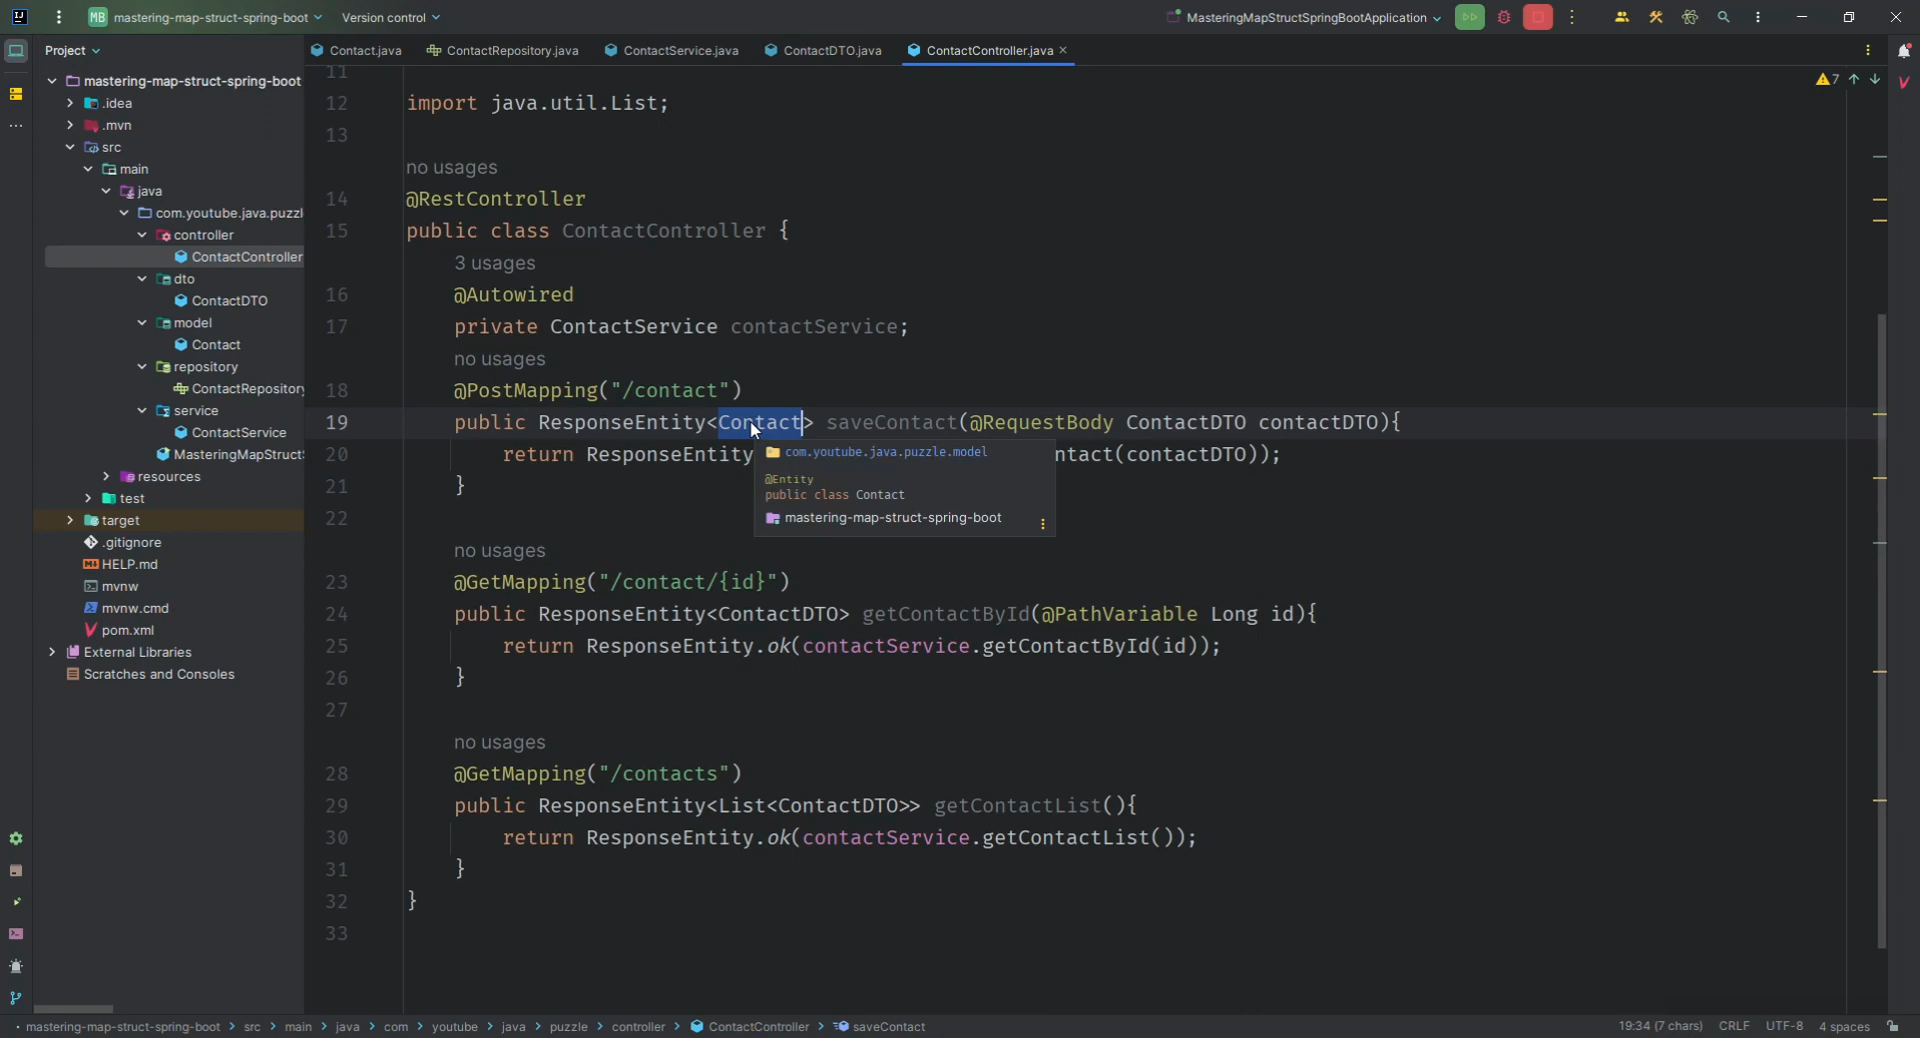 MB mastering-map-struct-spring-boot Version control MasteringMapStructSpringBootApplication
Project
Contact.java ContactRepository.java ContactService.java ContactDTO.java ContactController.java
mastering-map-struct-spring-boot
.idea
.mvn
src
main
java
com.youtube.java.puzzl
controller
ContactController
dto
ContactDTO
model
Contact
repository
ContactRepository
service
ContactService
MasteringMapStruct
resources
test
target
.gitignore
HELP.md
mvnw
mvnw.cmd
pom.xml
External Libraries
Scratches and Consoles
7
11
12 import java.util.List;
13
no usages
14 @RestController
15 public class ContactController {
3 usages
16 @Autowired
17 private ContactService contactService;
no usages
18 @PostMapping("/contact")
19 public ResponseEntity<Contact> saveContact(@RequestBody ContactDTO contactDTO){
20 return ResponseEntity ntact(contactDTO));
com.youtube.java.puzzle.model
@Entity
public class Contact
mastering-map-struct-spring-boot
21 }
22
no usages
23 @GetMapping("/contact/{id}")
24 public ResponseEntity<ContactDTO> getContactById(@PathVariable Long id){
25 return ResponseEntity.ok(contactService.getContactById(id));
26 }
27
no usages
28 @GetMapping("/contacts")
29 public ResponseEntity<List<ContactDTO>> getContactList(){
30 return ResponseEntity.ok(contactService.getContactList());
31 }
32 }
33
mastering-map-struct-spring-boot > src > main > java > com > youtube > java > puzzle > controller > ContactController > saveContact 19:34 (7 chars) CRLF UTF-8 4 spaces